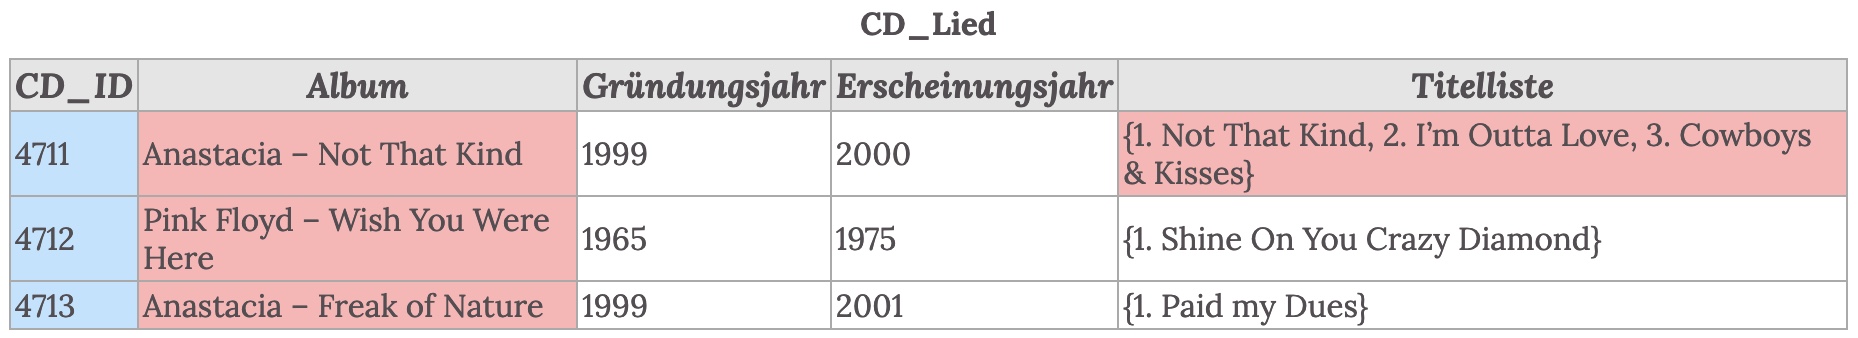 CD_Lied
CD_ID Album Gründungsjahr Erscheinungsjahr Titelliste
4711 Anastacia – Not That Kind 1999 2000 {1. Not That Kind, 2. I’m Outta Love, 3. Cowboys
& Kisses}
4712 Pink Floyd – Wish You Were
Here 1965 1975 {1. Shine On You Crazy Diamond}
4713 Anastacia – Freak of Nature 1999 2001 {1. Paid my Dues}